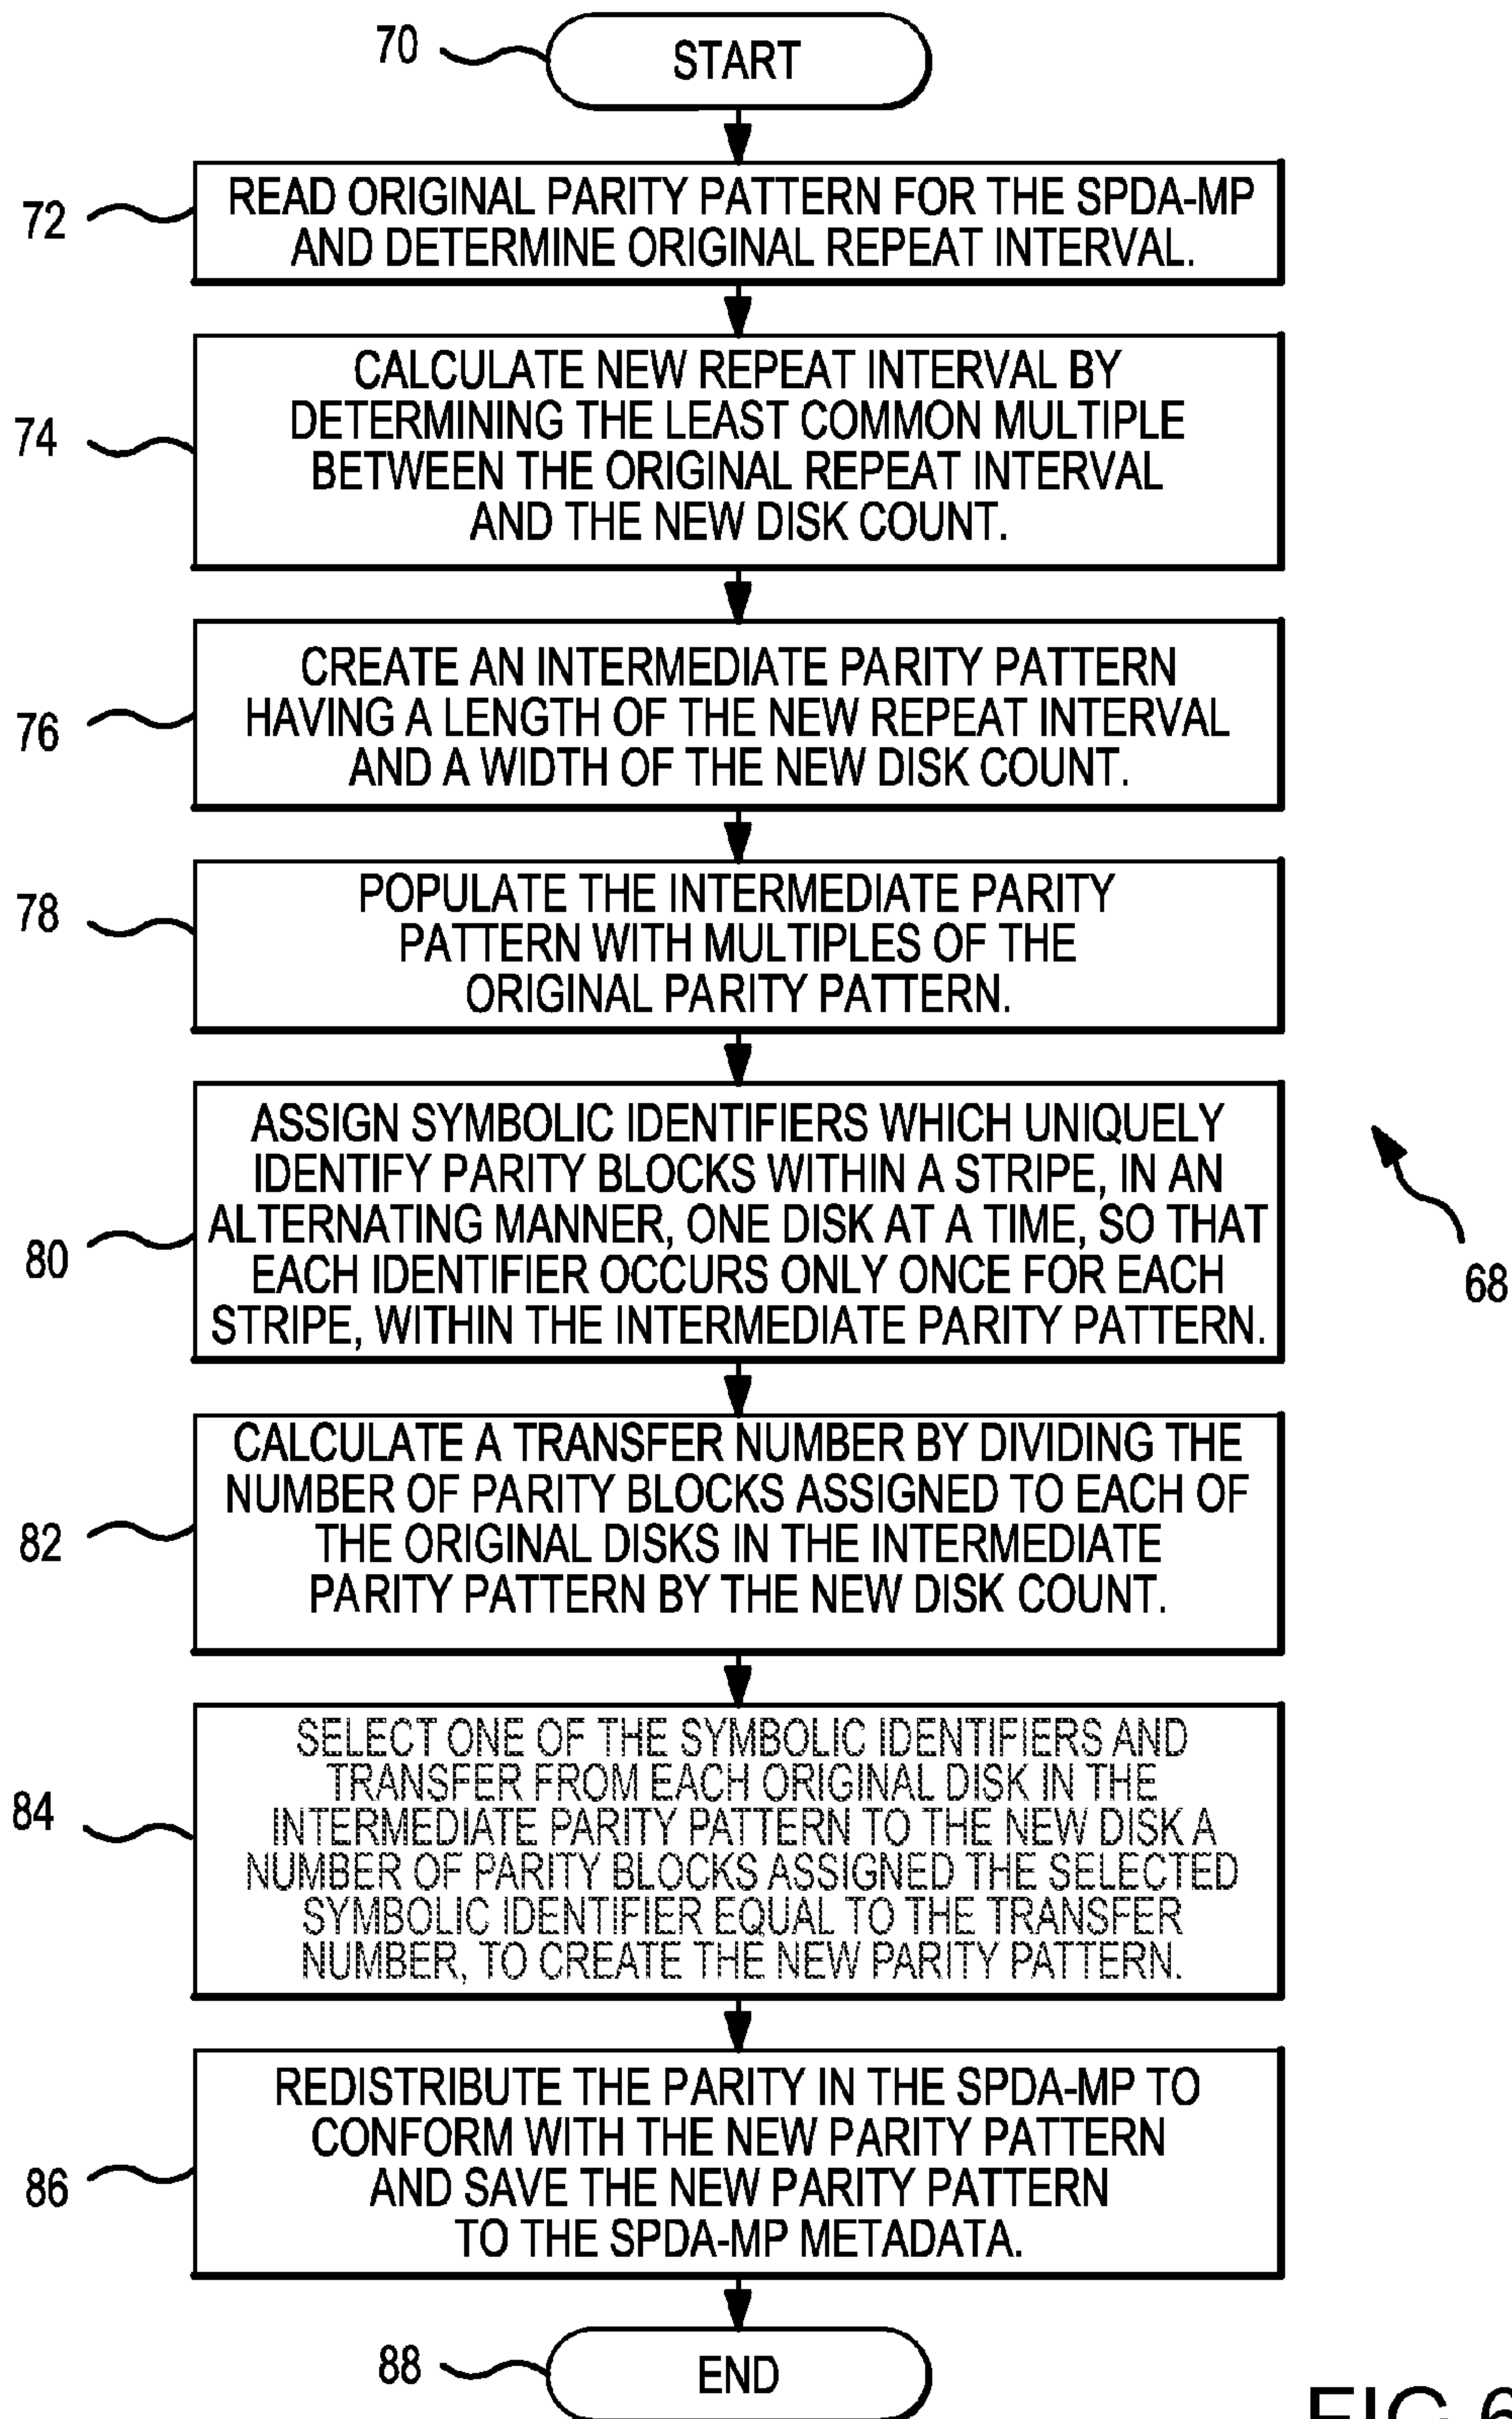 70
START
72
READ ORIGINAL PARITY PATTERN FOR THE SPDA-MP
AND DETERMINE ORIGINAL REPEAT INTERVAL.
74
CALCULATE NEW REPEAT INTERVAL BY
DETERMINING THE LEAST COMMON MULTIPLE
BETWEEN THE ORIGINAL REPEAT INTERVAL
AND THE NEW DISK COUNT.
76
CREATE AN INTERMEDIATE PARITY PATTERN
HAVING A LENGTH OF THE NEW REPEAT INTERVAL
AND A WIDTH OF THE NEW DISK COUNT.
78
POPULATE THE INTERMEDIATE PARITY
PATTERN WITH MULTIPLES OF THE
ORIGINAL PARITY PATTERN.
80
ASSIGN SYMBOLIC IDENTIFIERS WHICH UNIQUELY
IDENTIFY PARITY BLOCKS WITHIN A STRIPE, IN AN
ALTERNATING MANNER, ONE DISK AT A TIME, SO THAT
EACH IDENTIFIER OCCURS ONLY ONCE FOR EACH
STRIPE, WITHIN THE INTERMEDIATE PARITY PATTERN.
68
82
CALCULATE A TRANSFER NUMBER BY DIVIDING THE
NUMBER OF PARITY BLOCKS ASSIGNED TO EACH OF
THE ORIGINAL DISKS IN THE INTERMEDIATE
PARITY PATTERN BY THE NEW DISK COUNT.
84
SELECT ONE OF THE SYMBOLIC IDENTIFIERS AND
TRANSFER FROM EACH ORIGINAL DISK IN THE
INTERMEDIATE PARITY PATTERN TO THE NEW DISK A
NUMBER OF PARITY BLOCKS ASSIGNED THE SELECTED
SYMBOLIC IDENTIFIER EQUAL TO THE TRANSFER
NUMBER, TO CREATE THE NEW PARITY PATTERN.
86
REDISTRIBUTE THE PARITY IN THE SPDA-MP TO
CONFORM WITH THE NEW PARITY PATTERN
AND SAVE THE NEW PARITY PATTERN
TO THE SPDA-MP METADATA.
88
END
FIG.6